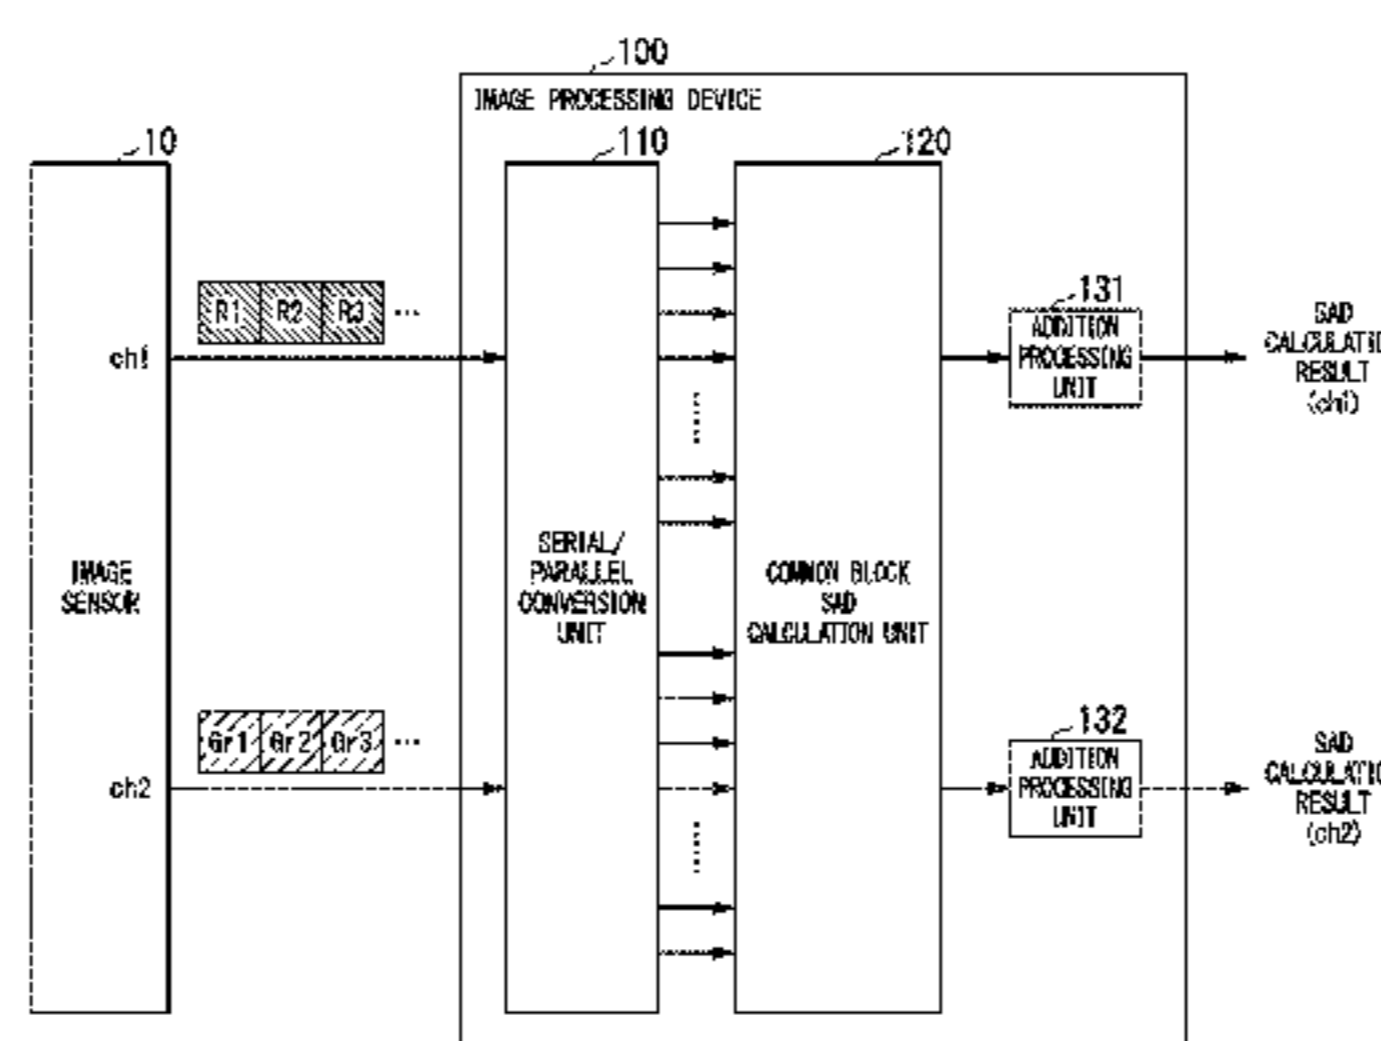 100
IMAGE PROCESSING DEVICE
10
110
120
R1 R2 R3 ...
ch1
131
ADDITION
PROCESSING
UNIT
SAD
RESULT
(ch1)
IMAGE
SENSOR
SERIAL/
PARALLEL
CONVERSION
UNIT
COMMON BLOCK
SAD
CALCULATION UNIT
Gr1 Gr2 Gr3 ...
ch2
132
ADDITION
PROCESSING
UNIT
SAD
RESULT
(ch2)